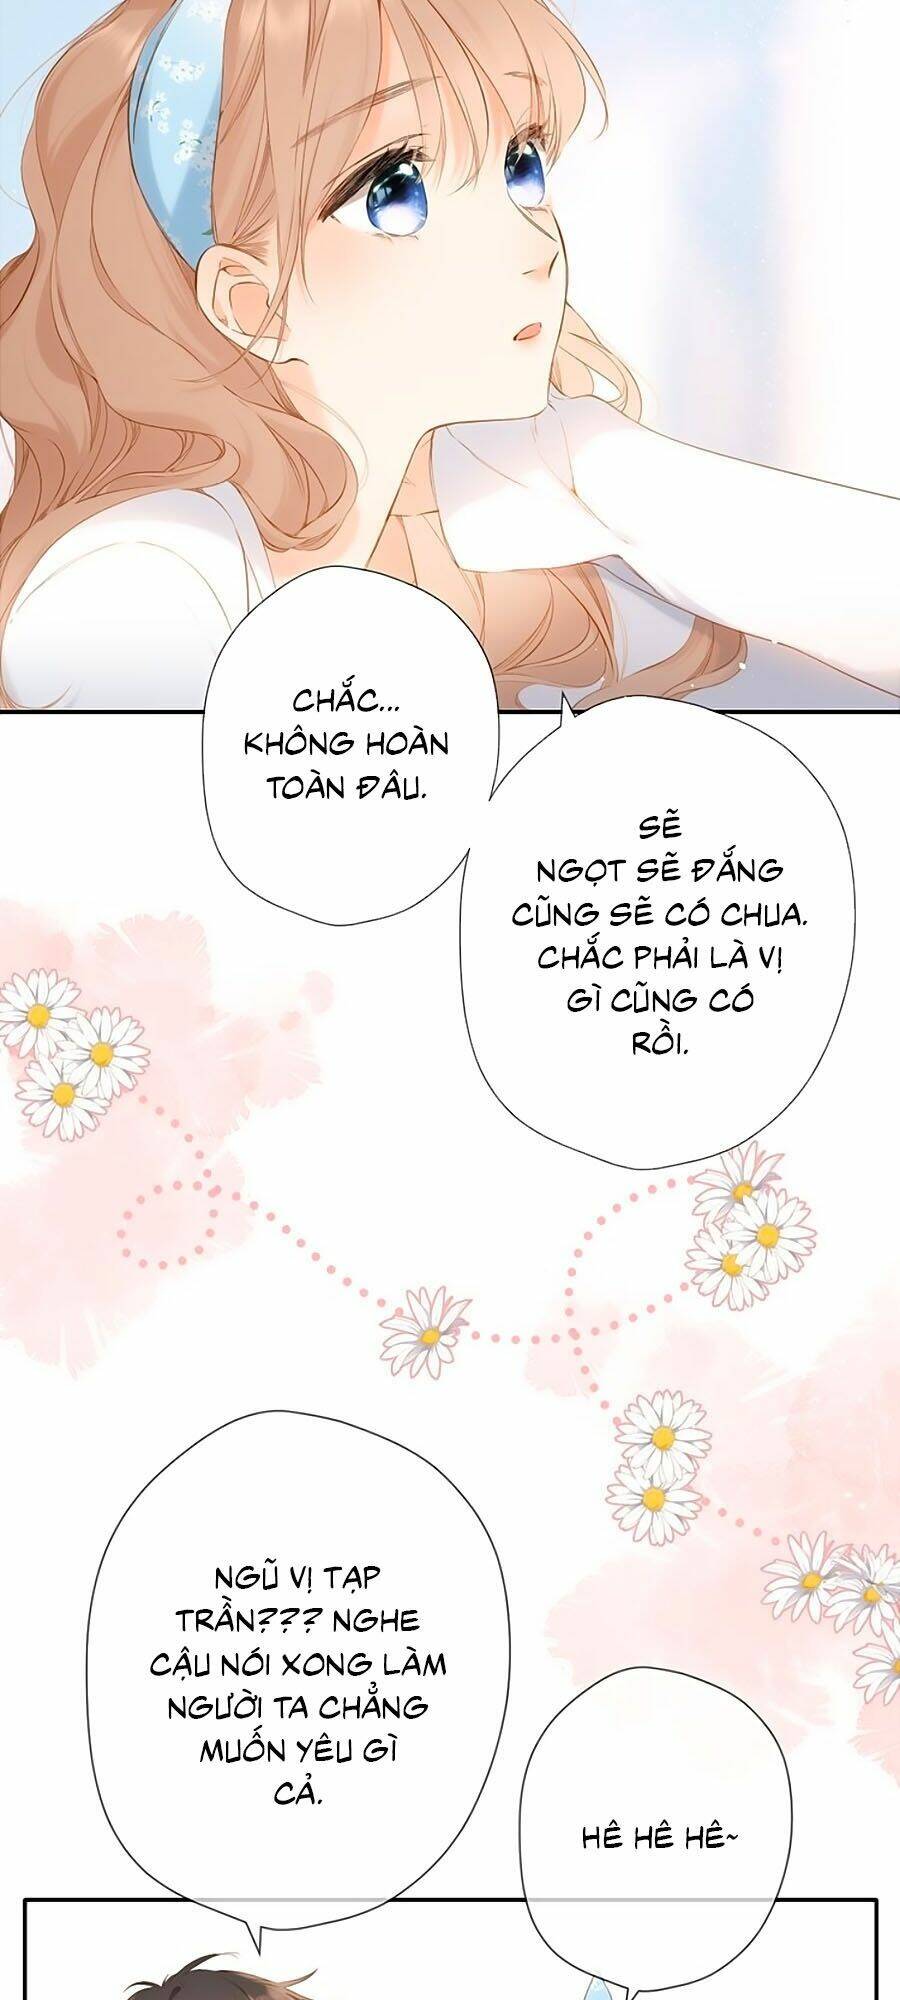 CHẮC...
KHÔNG HOÀN
TOÀN ĐÂU.
SẼ
NGỌT SẼ ĐẮNG
CŨNG SẼ CÓ CHUA.
CHẮC PHẢI LÀ VỊ
GÌ CŨNG CÓ
RỒI.
NGŨ VỊ TẠP
TRẦN??? NGHE
CẬU NÓI XONG LÀM
NGƯỜI TA CHẲNG
MUỐN YÊU GÌ
CẢ.
HÊ HÊ HÊ~